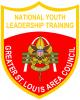 NATIONAL YOUTH
LEADERSHIP TRAINING
GREATER ST. LOUIS AREA COUNCIL